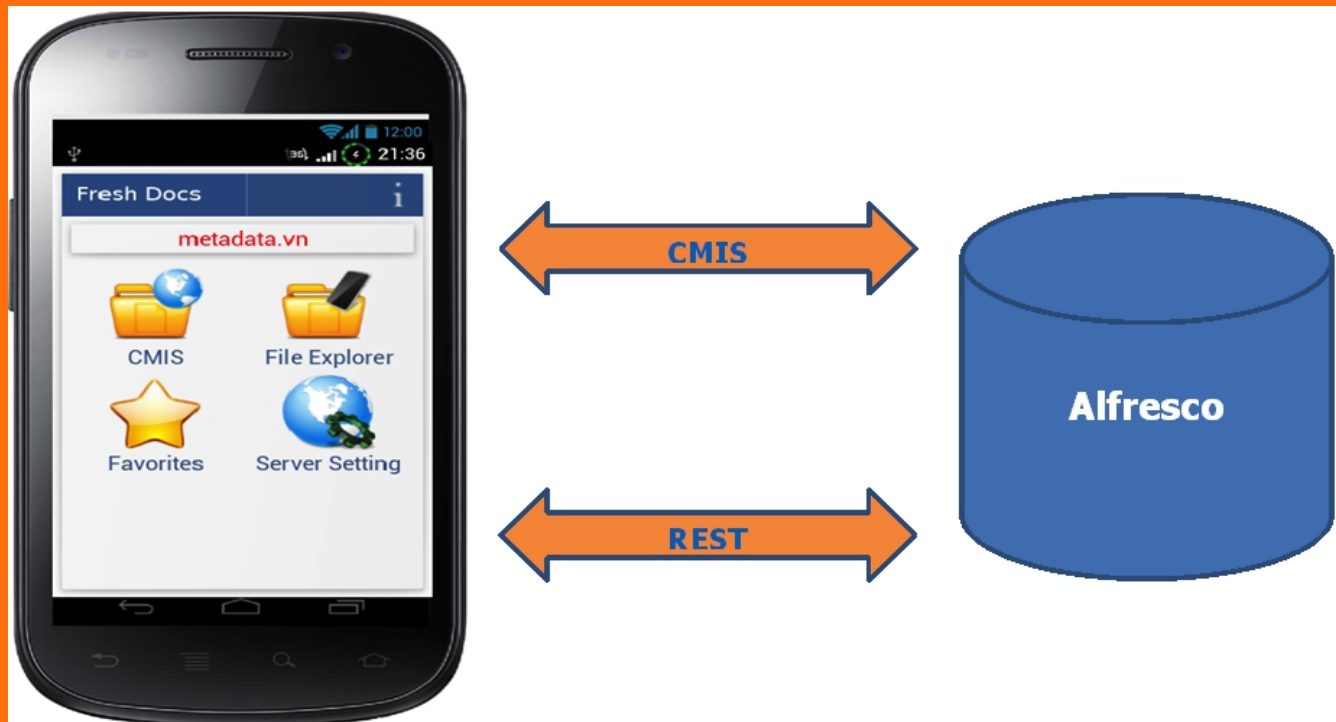 12:00
3G 21:36
Fresh Docs i
metadata.vn
CMIS File Explorer
Favorites Server Setting
CMIS
REST
Alfresco